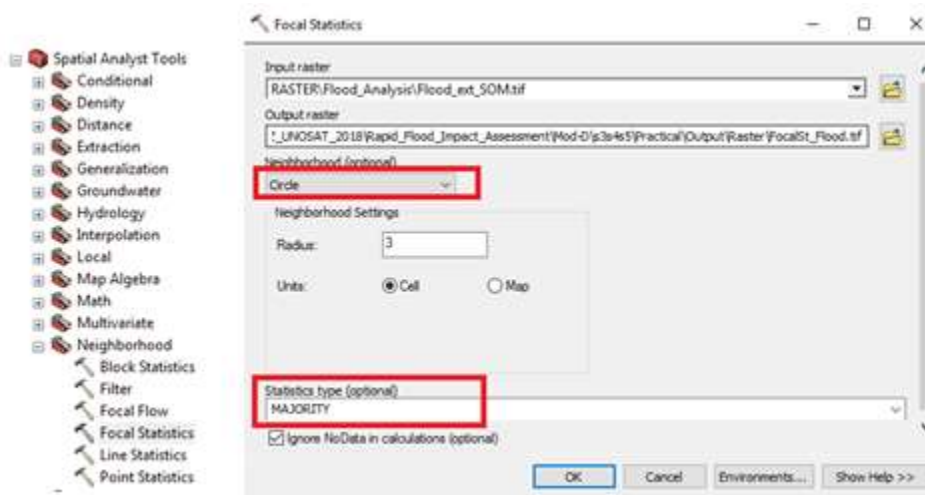 Spatial Analyst Tools
Conditional
Density
Distance
Extraction
Generalization
Groundwater
Hydrology
Interpolation
Local
Map Algebra
Math
Multivariate
Neighborhood
Block Statistics
Filter
Focal Flow
Focal Statistics
Line Statistics
Point Statistics
Focal Statistics
Input raster
RASTER\Flood_Analysis\Flood_ext_SOM.tif
Output raster
!_UNOSAT_2018\Rapid_Flood_Impact_Assessment\Mod-D\s3s4s5\Practical\Output\Raster\FocalSt_Flood.tif
Neighborhood (optional)
Circle
Neighborhood Settings
Radius: 3
Units: Cell Map
Statistics type (optional)
MAJORITY
Ignore NoData in calculations (optional)
OK Cancel Environments... Show Help >>